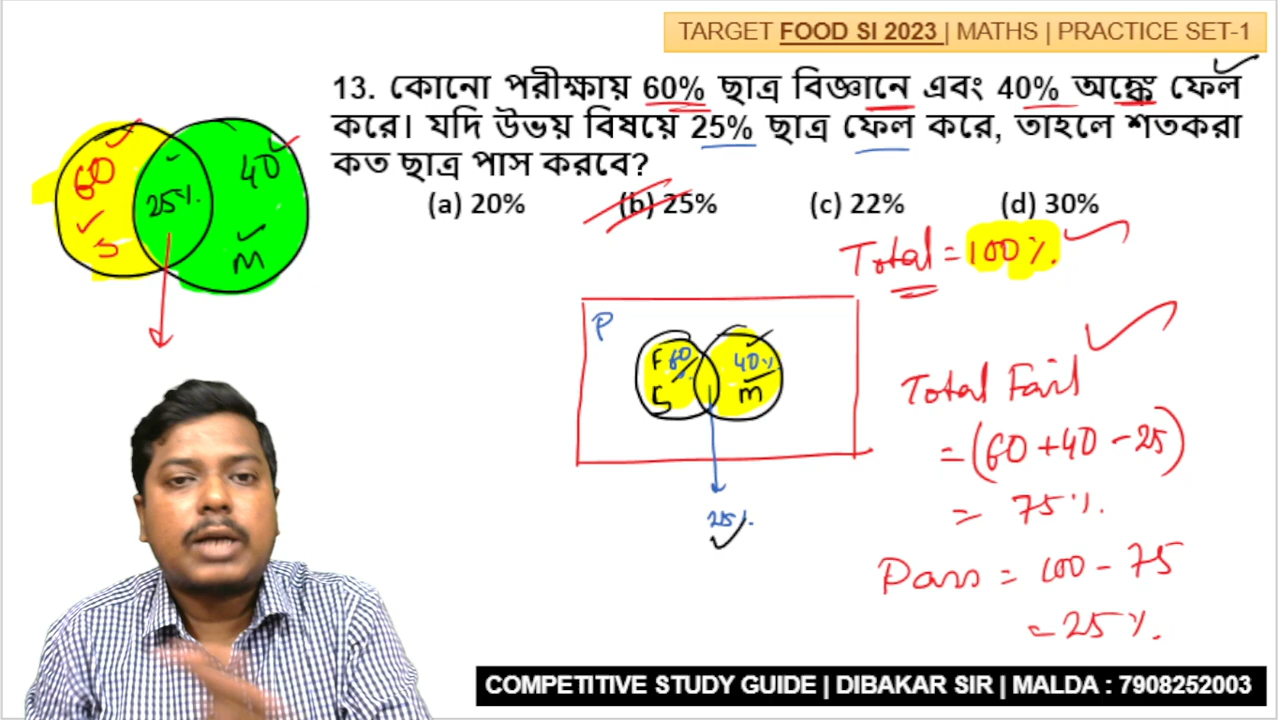 TARGET FOOD SI 2023 | MATHS | PRACTICE SET-1
13. কোনো পরীক্ষায় 60% ছাত্র বিজ্ঞানে এবং 40% অঙ্কে ফেল
করে। যদি উভয় বিষয়ে 25% ছাত্র ফেল করে, তাহলে শতকরা
কত ছাত্র পাস করবে?
(a) 20% (b) 25% (c) 22% (d) 30%
60 25% 40
S m
Total = 100%
P
F 60 40%
S m
25%
Total Fail
= (60 + 40 - 25)
= 75%
Pass = 100 - 75
= 25%
COMPETITIVE STUDY GUIDE | DIBAKAR SIR | MALDA : 7908252003